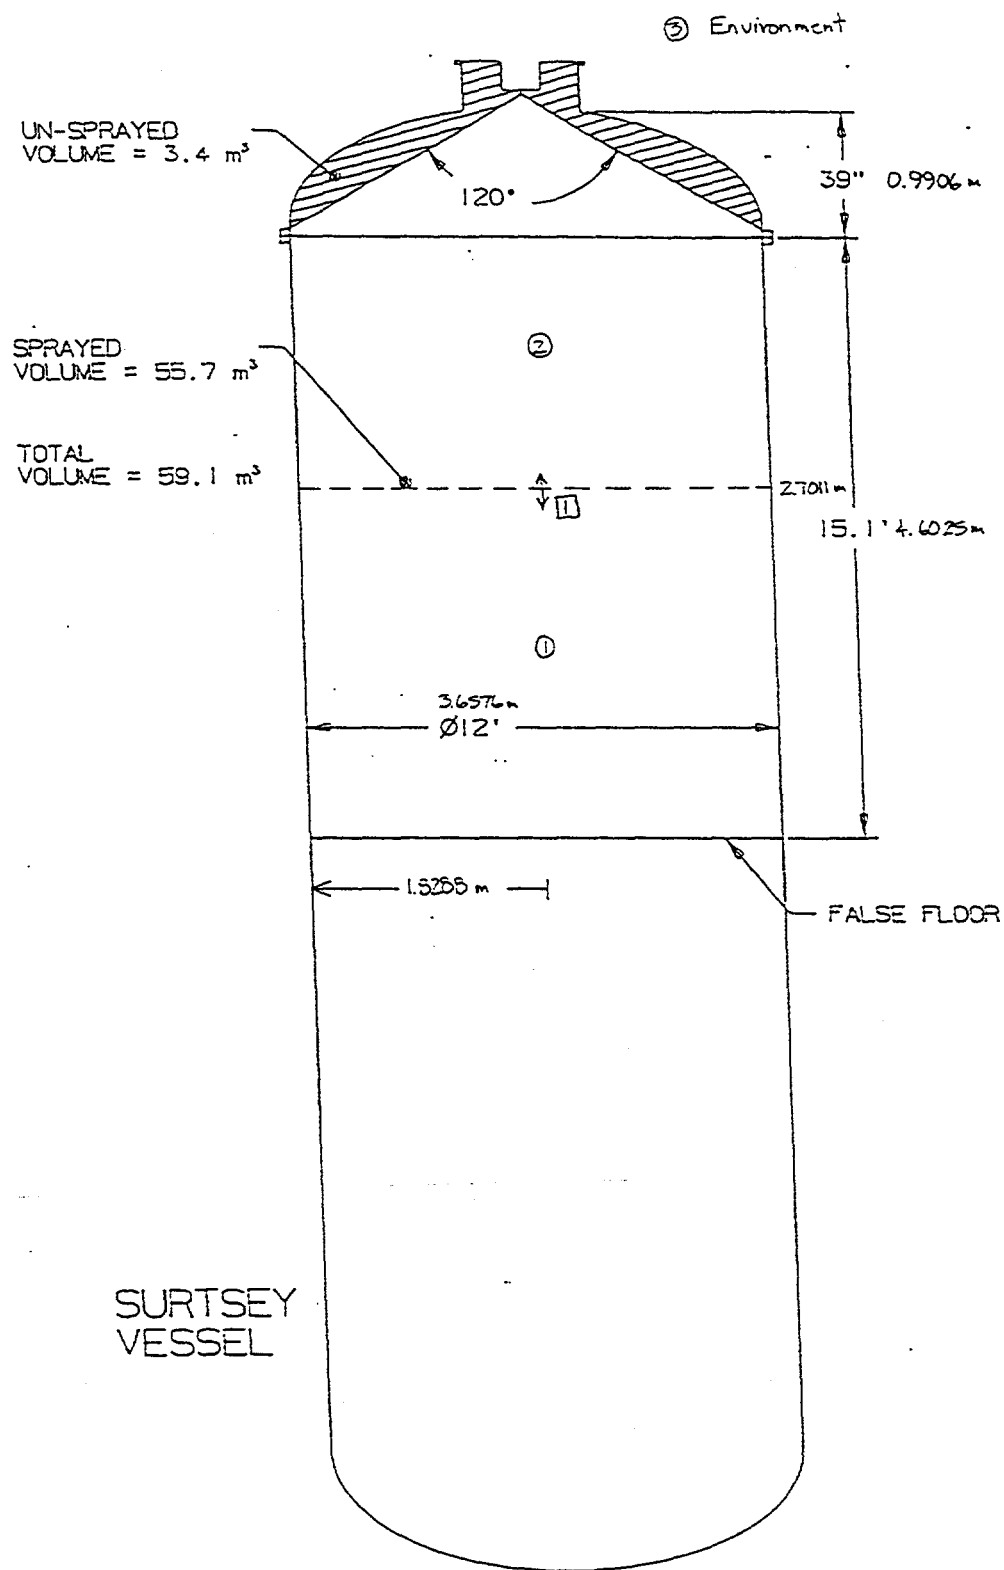 ③ Environment
UN-SPRAYED
VOLUME = 3.4 m³
39" 0.9906 m
120°
②
SPRAYED
VOLUME = 55.7 m³
TOTAL
VOLUME = 59.1 m³
1
2.7011 m
15.1' 4.6025 m
①
3.6576 m
Ø12'
1.8288 m
FALSE FLOOR
SURTSEY
VESSEL